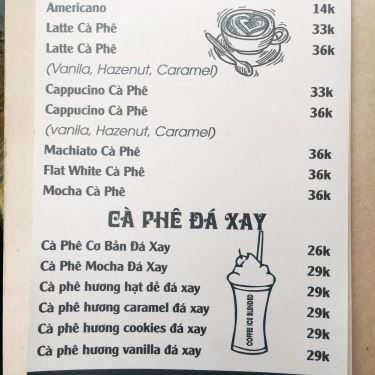 Americano 14k
Latte Cà Phê 33k
Latte Cà Phê 36k
(Vanila, Hazenut, Caramel)
Cappucino Cà Phê 33k
Cappucino Cà Phê 36k
(vanila, Hazenut, Caramel)
Machiato Cà Phê 36k
Flat White Cà Phê 36k
Mocha Cà Phê 36k
CÀ PHÊ ĐÁ XAY
Cà Phê Cơ Bản Đá Xay 26k
Cà Phê Mocha Đá Xay 29k
Cà phê hương hạt dẻ đá xay 29k
Cà phê hương caramel đá xay 29k
Cà phê hương cookies đá xay 29k
Cà phê hương vanilla đá xay 29k
COFFEE ICE BLENDED